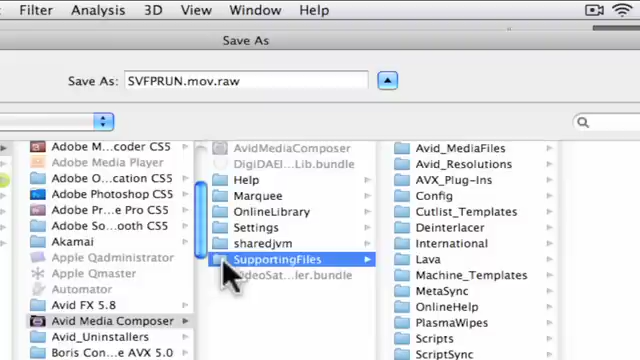 Filter Analysis 3D View Window Help
Save As
Save As: SVFPRUN.mov.raw
Adobe M...coder CS5
Adobe Media Player
Adobe O...cation CS5
Adobe Photoshop CS5
Adobe Pr...e Pro CS5
Adobe So...ooth CS5
Akamai
Apple Qadministrator
Apple Qmaster
Automator
Avid FX 5.8
Avid Media Composer
Avid_Uninstallers
Boris Con...e AVX 5.0
AvidMediaComposer
DigiDAEI...Lib.bundle
Help
Marquee
OnlineLibrary
Settings
sharedjvm
SupportingFiles
VideoSat...ler.bundle
Avid_MediaFiles
Avid_Resolutions
AVX_Plug-Ins
Config
Cutlist_Templates
Deinterlacer
International
Lava
Machine_Templates
MetaSync
OnlineHelp
PlasmaWipes
Scripts
ScriptSync